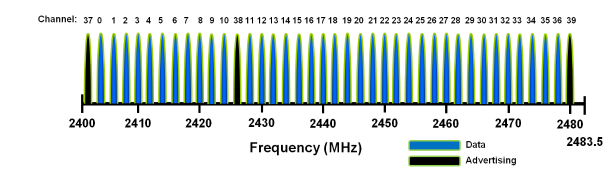 Channel: 37 0 1 2 3 4 5 6 7 8 9 10 38 11 12 13 14 15 16 17 18 19 20 21 22 23 24 25 26 27 28 29 30 31 32 33 34 35 36 39
2400 2410 2420 2430 2440 2450 2460 2470 2480
2483.5
Frequency (MHz)
Data
Advertising